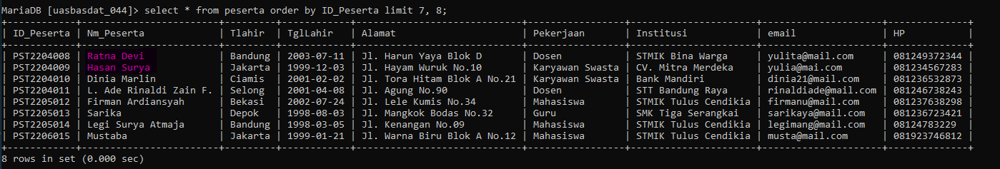 MariaDB [uasbasdat_044]> select * from peserta order by ID_Peserta limit 7, 8;
+------------+------------------------+---------+------------+----------------------------+-----------------+----------------------+---------------------+--------------+
| ID_Peserta | Nm_Peserta             | Tlahir  | TglLahir   | Alamat                     | Pekerjaan       | Institusi            | email               | HP           |
+------------+------------------------+---------+------------+----------------------------+-----------------+----------------------+---------------------+--------------+
| PST2204008 | Ratna Devi             | Bandung | 2003-07-11 | Jl. Harun Yaya Blok D      | Dosen           | STMIK Bina Warga     | yulita@mail.com     | 081249372344 |
| PST2204009 | Hasan Surya            | Jakarta | 1999-12-03 | Jl. Hayam Wuruk No.10      | Karyawan Swasta | CV. Mitra Merdeka    | yulia@mai.com       | 081234567283 |
| PST2204010 | Dinia Marlin           | Ciamis  | 2001-02-02 | Jl. Tora Hitam Blok A No.21 | Karyawan Swasta | Bank Mandiri         | dinia21@mail.com    | 081236532873 |
| PST2204011 | L. Ade Rinaldi Zain F. | Selong  | 2001-04-08 | Jl. Agung No.90            | Dosen           | STT Bandung Raya     | rinaldiade@mail.com | 081246738243 |
| PST2205012 | Firman Ardiansyah      | Bekasi  | 2002-07-24 | Jl. Lele Kumis No.34       | Mahasiswa       | STMIK Tulus Cendikia | firmanu@mail.com    | 081237638298 |
| PST2205013 | Sarika                 | Depok   | 1998-08-03 | Jl. Mangkok Bodas No.32    | Guru            | SMK Tiga Serangkai   | sarikaya@mail.com   | 081236723421 |
| PST2205014 | Legi Surya Atmaja      | Bandung | 1998-03-05 | Jl. Kenangan No.09         | Mahasiswa       | STMIK Tulus Cendikia | legimang@mail.com   | 08124783229  |
| PST2206015 | Mustaba                | Jakarta | 1999-01-21 | Jl. Warna Biru Blok A No.12 | Mahasiswa       | STMIK Tulus Cendikia | musta@mail.com      | 081923746812 |
+------------+------------------------+---------+------------+----------------------------+-----------------+----------------------+---------------------+--------------+
8 rows in set (0.000 sec)